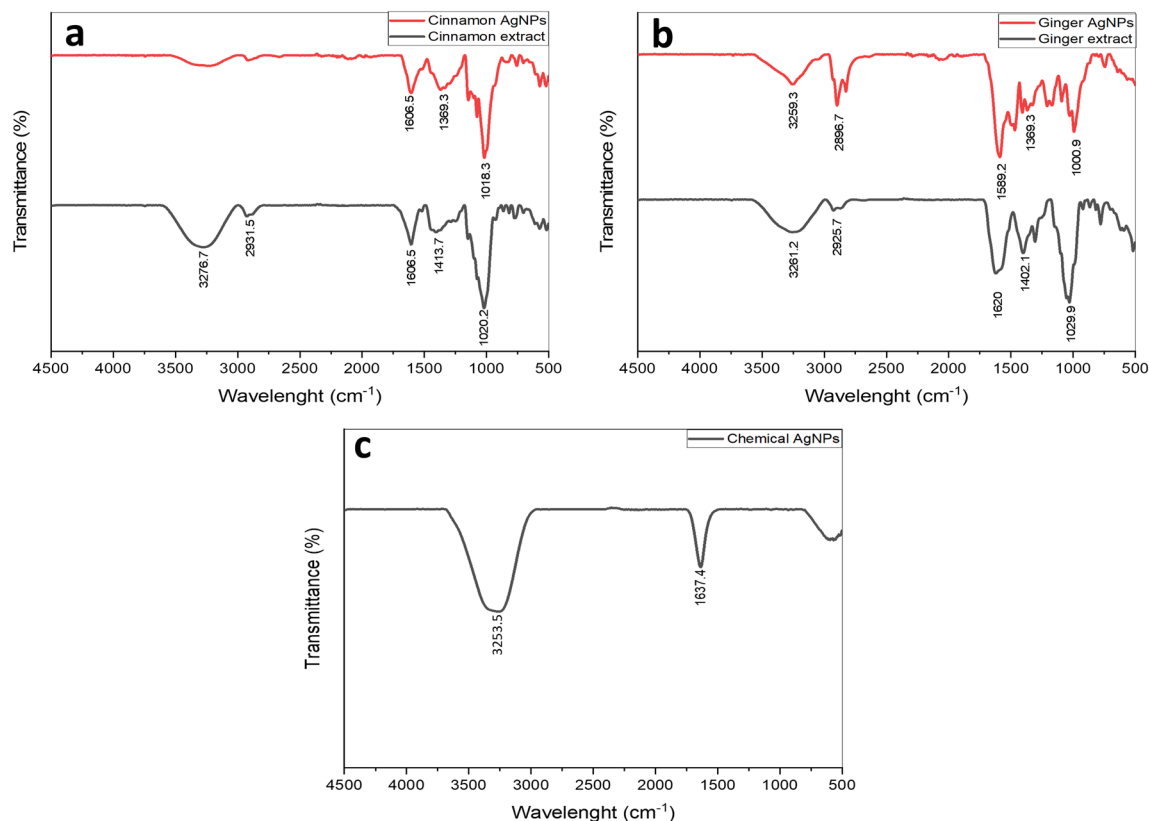 a
Cinnamon AgNPs
Cinnamon extract
Transmittance (%)
1606.5
1369.3
1018.3
3276.7
2931.5
1606.5
1413.7
1020.2
4500 4000 3500 3000 2500 2000 1500 1000 500
Wavelenght (cm⁻¹)
b
Ginger AgNPs
Ginger extract
Transmittance (%)
3259.3
2896.7
1589.2
1369.3
1000.9
3261.2
2925.7
1620
1402.1
1029.9
4500 4000 3500 3000 2500 2000 1500 1000 500
Wavelenght (cm⁻¹)
c
Chemical AgNPs
Transmittance (%)
3253.5
1637.4
4500 4000 3500 3000 2500 2000 1500 1000 500
Wavelenght (cm⁻¹)